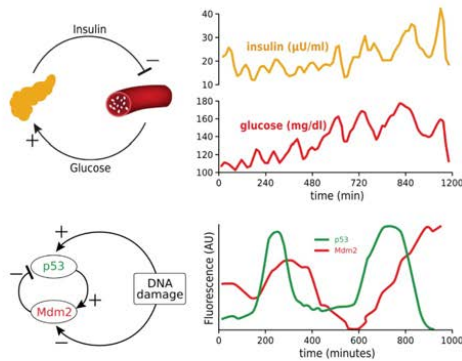 Insulin
−
+
Glucose
40
30
20
10
insulin (µU/ml)
180
160
140
120
100
glucose (mg/dl)
0 240 480 720 840 1200
time (min)
+
p53
−
+
Mdm2
−
DNA
damage
Fluorescence (AU)
p53
Mdm2
0 200 400 600 800 1000
time (minutes)